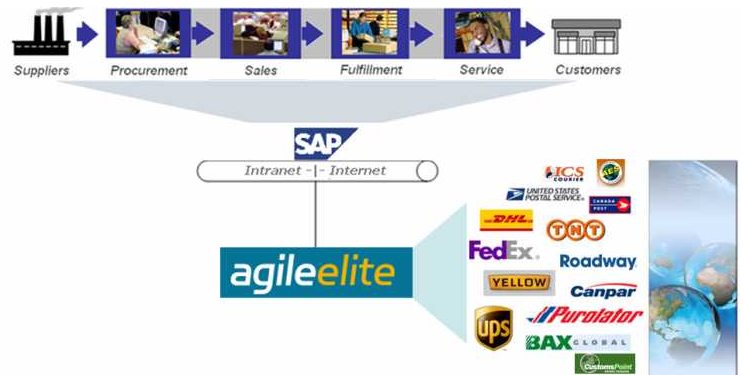 Suppliers
Procurement
Sales
Fulfillment
Service
Customers
SAP
Intranet -|- Internet
agileelite
ICS
COURIER
AES
UNITED STATES
POSTAL SERVICE
CANADA
POST
DHL
TNT
FedEx
Roadway
YELLOW
Canpar
Purolator
ups
BAX GLOBAL
CustomsPoint